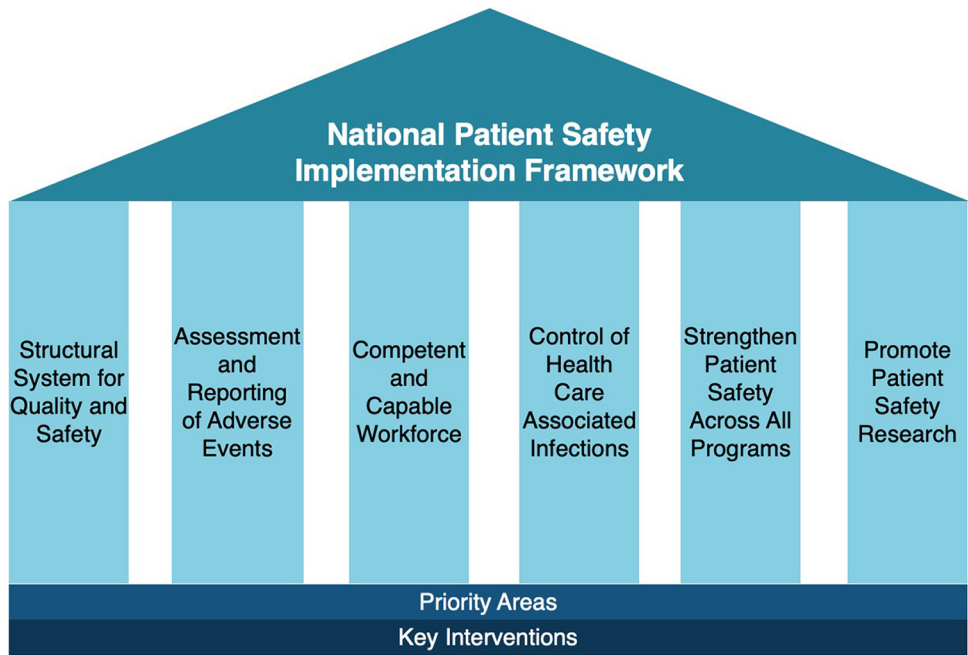 National Patient Safety
Implementation Framework
Structural
System for
Quality and
Safety
Assessment
and
Reporting
of Adverse
Events
Competent
and
Capable
Workforce
Control of
Health
Care
Associated
Infections
Strengthen
Patient
Safety
Across All
Programs
Promote
Patient
Safety
Research
Priority Areas
Key Interventions